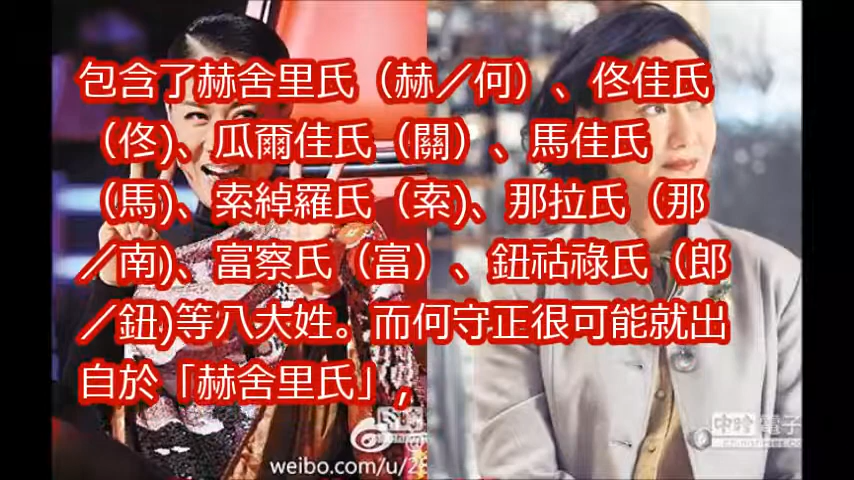 包含了赫舍里氏（赫／何）、佟佳氏
（佟)、瓜爾佳氏（關）、馬佳氏
（馬)、索綽羅氏（索)、那拉氏（那
／南)、富察氏（富）、鈕祜祿氏（郎
／鈕)等八大姓。而何守正很可能就出
自於「赫舍里氏」,
中時電子
weibo.com/u/2